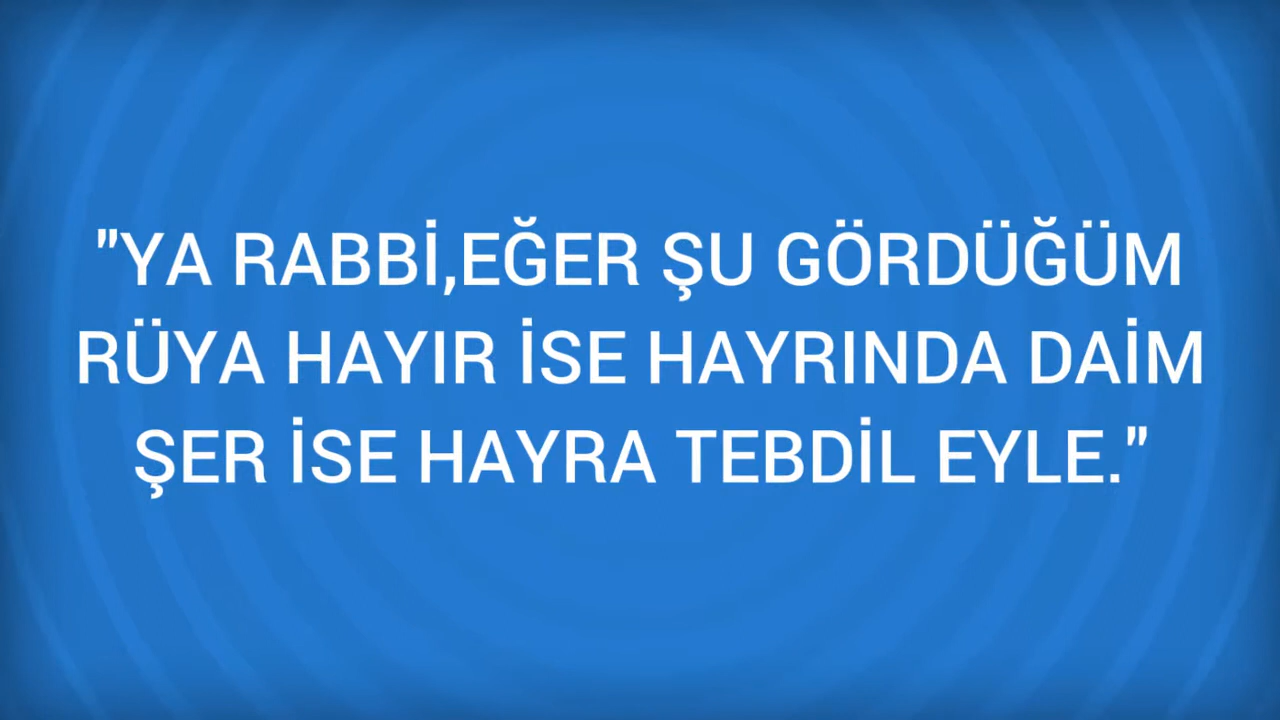 "YA RABBİ,EĞER ŞU GÖRDÜĞÜM
RÜYA HAYIR İSE HAYRINDA DAİM
ŞER İSE HAYRA TEBDİL EYLE."